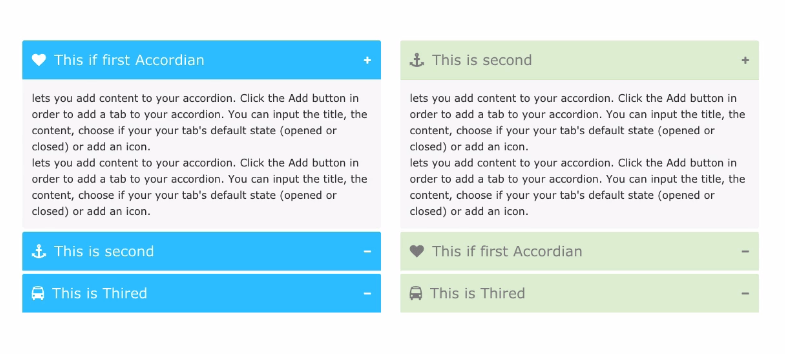 This if first Accordian +
lets you add content to your accordion. Click the Add button in
order to add a tab to your accordion. You can input the title, the
content, choose if your your tab's default state (opened or
closed) or add an icon.
lets you add content to your accordion. Click the Add button in
order to add a tab to your accordion. You can input the title, the
content, choose if your your tab's default state (opened or
closed) or add an icon.
This is second −
This is Thired −
This is second +
lets you add content to your accordion. Click the Add button in
order to add a tab to your accordion. You can input the title, the
content, choose if your your tab's default state (opened or
closed) or add an icon.
lets you add content to your accordion. Click the Add button in
order to add a tab to your accordion. You can input the title, the
content, choose if your your tab's default state (opened or
closed) or add an icon.
This if first Accordian −
This is Thired −